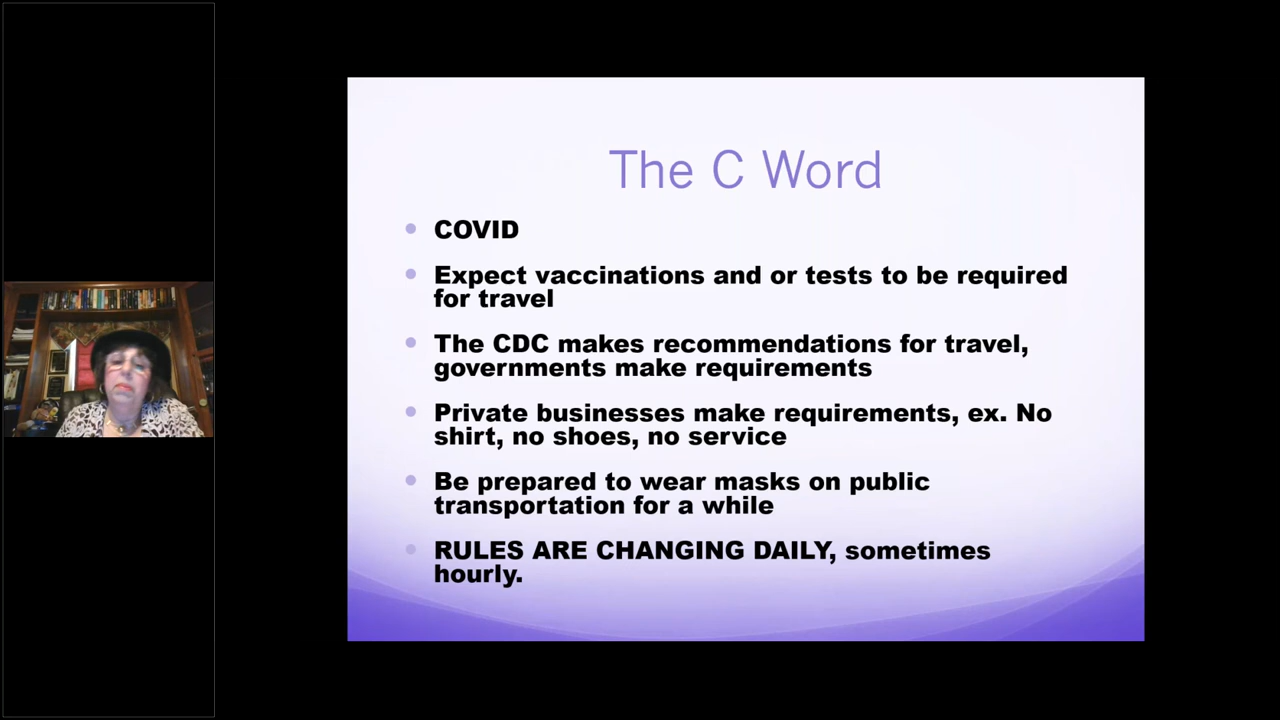 The C Word
COVID
Expect vaccinations and or tests to be required
for travel
The CDC makes recommendations for travel,
governments make requirements
Private businesses make requirements, ex. No
shirt, no shoes, no service
Be prepared to wear masks on public
transportation for a while
RULES ARE CHANGING DAILY, sometimes
hourly.